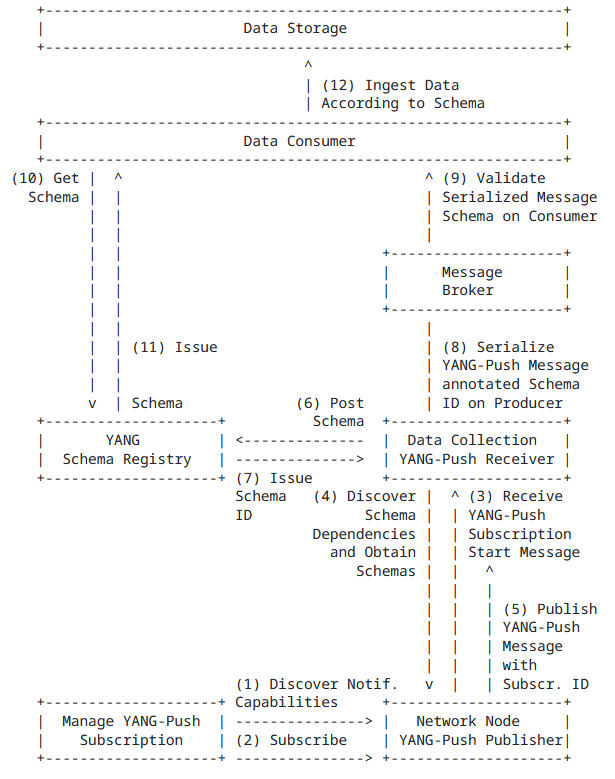 Data Storage
(12) Ingest Data
According to Schema
Data Consumer
(10) Get
Schema
(9) Validate
Serialized Message
Schema on Consumer
Message
Broker
(11) Issue
Schema
(8) Serialize
YANG-Push Message
annotated Schema
ID on Producer
(6) Post
Schema
YANG
Schema Registry
Data Collection
YANG-Push Receiver
(7) Issue
Schema
ID
(4) Discover
Schema
Dependencies
and Obtain
Schemas
(3) Receive
YANG-Push
Subscription
Start Message
(5) Publish
YANG-Push
Message
with
Subscr. ID
(1) Discover Notif.
Capabilities
Manage YANG-Push
Subscription
(2) Subscribe
Network Node
YANG-Push Publisher